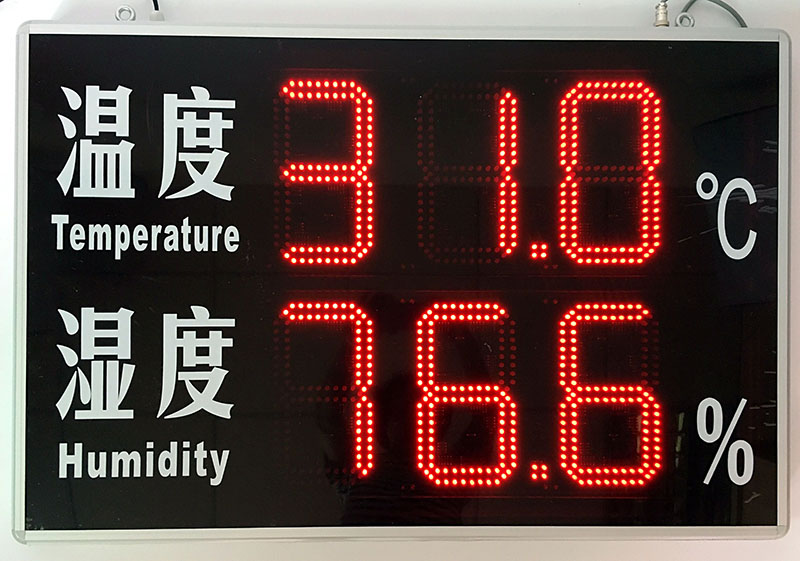 温度 31.0 ℃
Temperature
湿度 76.6 %
Humidity